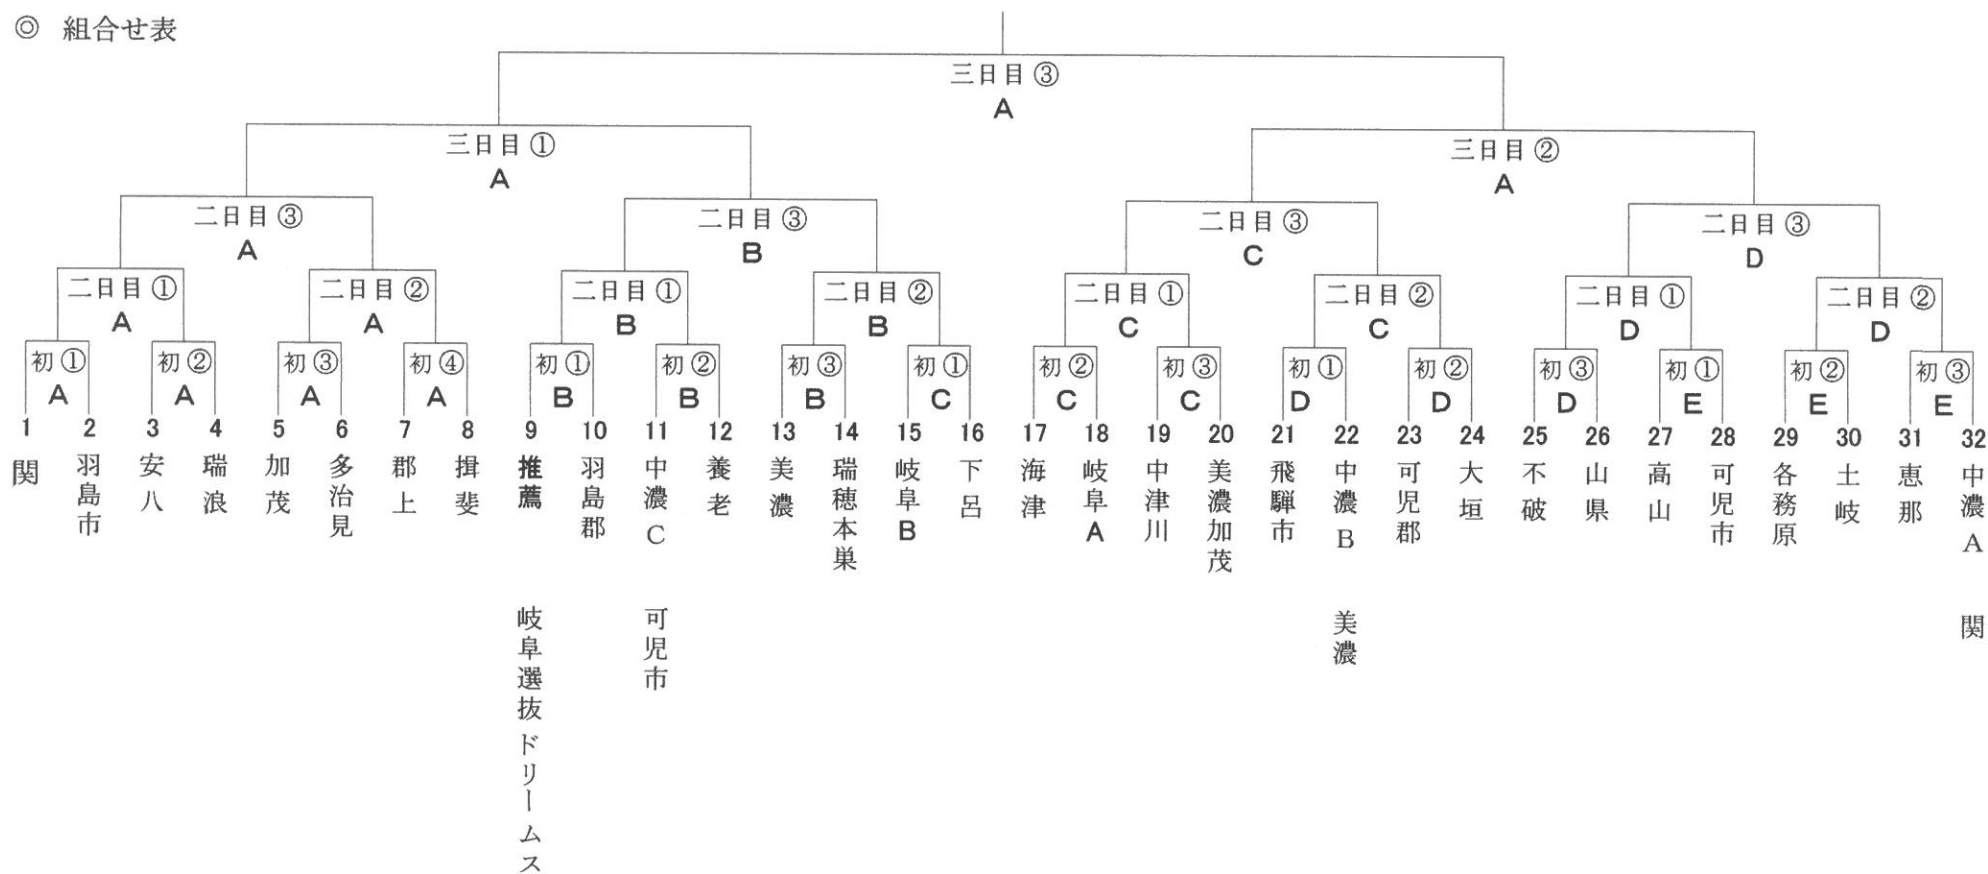 ◎ 組合せ表
三日目 ③
A
三日目 ①
A
三日目 ②
A
二日目 ③
A
二日目 ③
B
二日目 ③
C
二日目 ③
D
二日目 ①
A
二日目 ②
A
二日目 ①
B
二日目 ②
B
二日目 ①
C
二日目 ②
C
二日目 ①
D
二日目 ②
D
初 ①
A
初 ②
A
初 ③
A
初 ④
A
初 ①
B
初 ②
B
初 ③
B
初 ①
C
初 ②
C
初 ③
C
初 ①
D
初 ②
D
初 ③
D
初 ①
E
初 ②
E
初 ③
E
1
関
2
羽島市
3
安八
4
瑞浪
5
加茂
6
多治見
7
郡上
8
揖斐
9
推薦
岐阜選抜ドリームス
10
羽島郡
11
中濃C
可児市
12
養老
13
美濃
14
瑞穂本巣
15
岐阜B
16
下呂
17
海津
18
岐阜A
19
中津川
20
美濃加茂
21
飛騨市
22
中濃B
美濃
23
可児郡
24
大垣
25
不破
26
山県
27
高山
28
可児市
29
各務原
30
土岐
31
恵那
32
中濃A
関